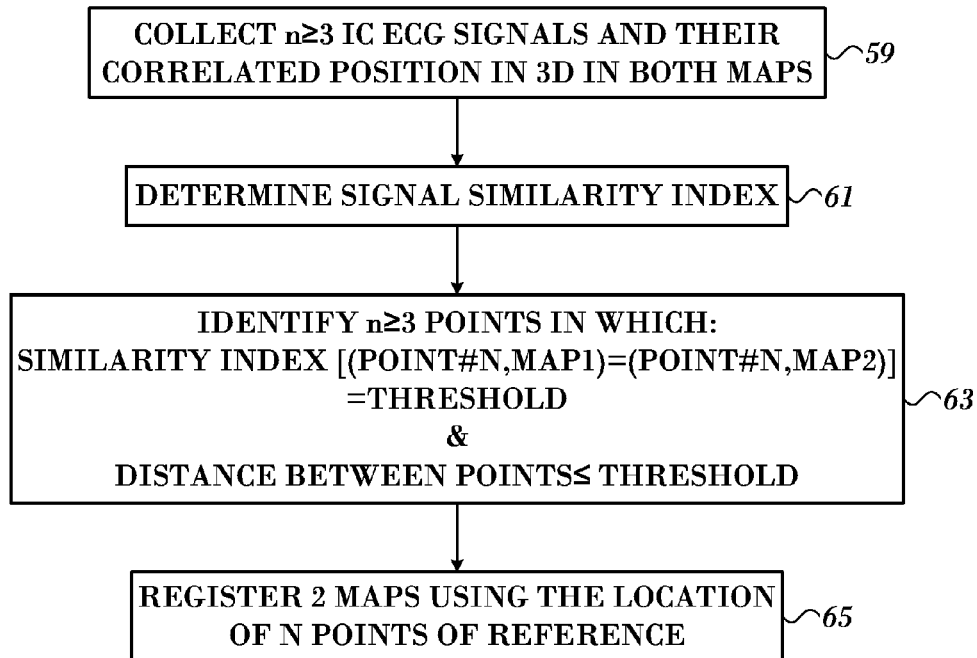 COLLECT n≥3 IC ECG SIGNALS AND THEIR
CORRELATED POSITION IN 3D IN BOTH MAPS
59
DETERMINE SIGNAL SIMILARITY INDEX
61
IDENTIFY n≥3 POINTS IN WHICH:
SIMILARITY INDEX [(POINT#N,MAP1)=(POINT#N,MAP2)]
=THRESHOLD
&
DISTANCE BETWEEN POINTS≤ THRESHOLD
63
REGISTER 2 MAPS USING THE LOCATION
OF N POINTS OF REFERENCE
65